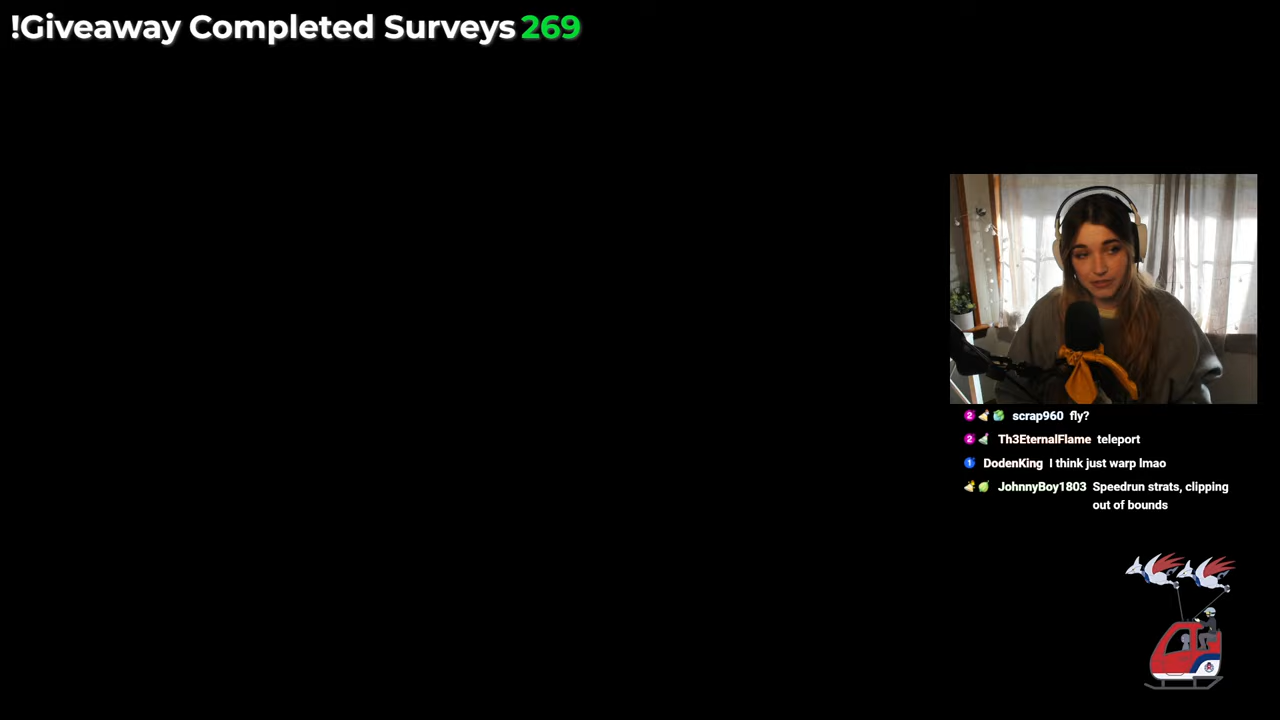 !Giveaway Completed Surveys 269
scrap960 fly?
Th3EternalFlame teleport
DodenKing I think just warp lmao
JohnnyBoy1803 Speedrun strats, clipping
out of bounds